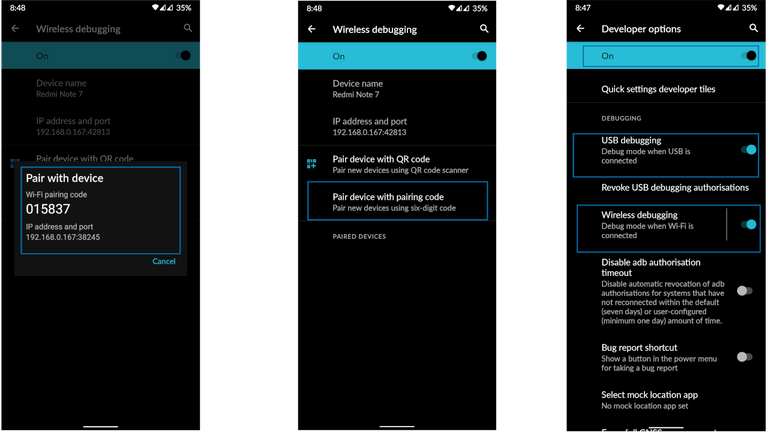 8:48
35%
Wireless debugging
On
Device name
Redmi Note 7
IP address and port
192.168.0.167:42813
Pair device with QR code
Pair with device
Wi-Fi pairing code
015837
IP address and port
192.168.0.167:38245
Cancel
8:48
35%
Wireless debugging
On
Device name
Redmi Note 7
IP address and port
192.168.0.167:42813
Pair device with QR code
Pair new devices using QR code scanner
Pair device with pairing code
Pair new devices using six-digit code
PAIRED DEVICES
8:47
35%
Developer options
On
Quick settings developer tiles
DEBUGGING
USB debugging
Debug mode when USB is
connected
Revoke USB debugging authorisations
Wireless debugging
Debug mode when Wi-Fi is
connected
Disable adb authorisation
timeout
Disable automatic revocation of adb
authorisations for systems that have
not reconnected within the default
(seven days) or user-configured
(minimum one day) amount of time.
Bug report shortcut
Show a button in the power menu
for taking a bug report
Select mock location app
No mock location app set